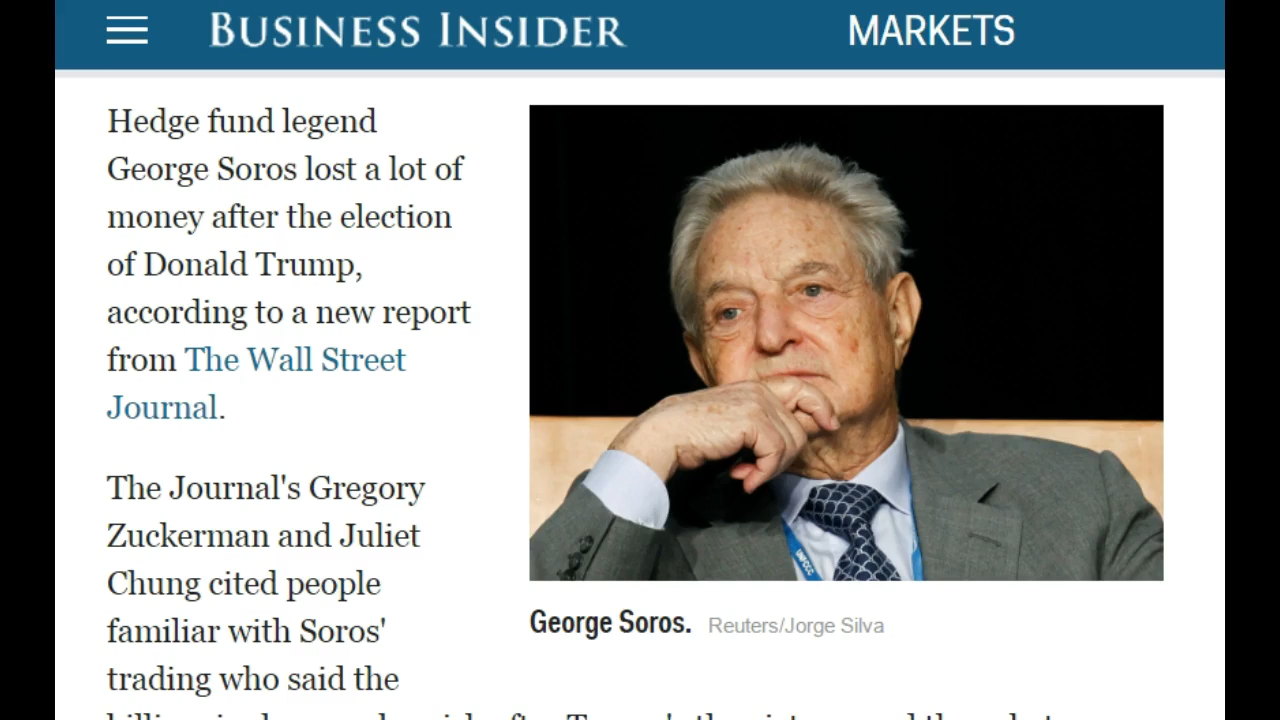 BUSINESS INSIDER
MARKETS
Hedge fund legend
George Soros lost a lot of
money after the election
of Donald Trump,
according to a new report
from The Wall Street
Journal.
The Journal's Gregory
Zuckerman and Juliet
Chung cited people
familiar with Soros'
trading who said the
UNFCCC
George Soros. Reuters/Jorge Silva